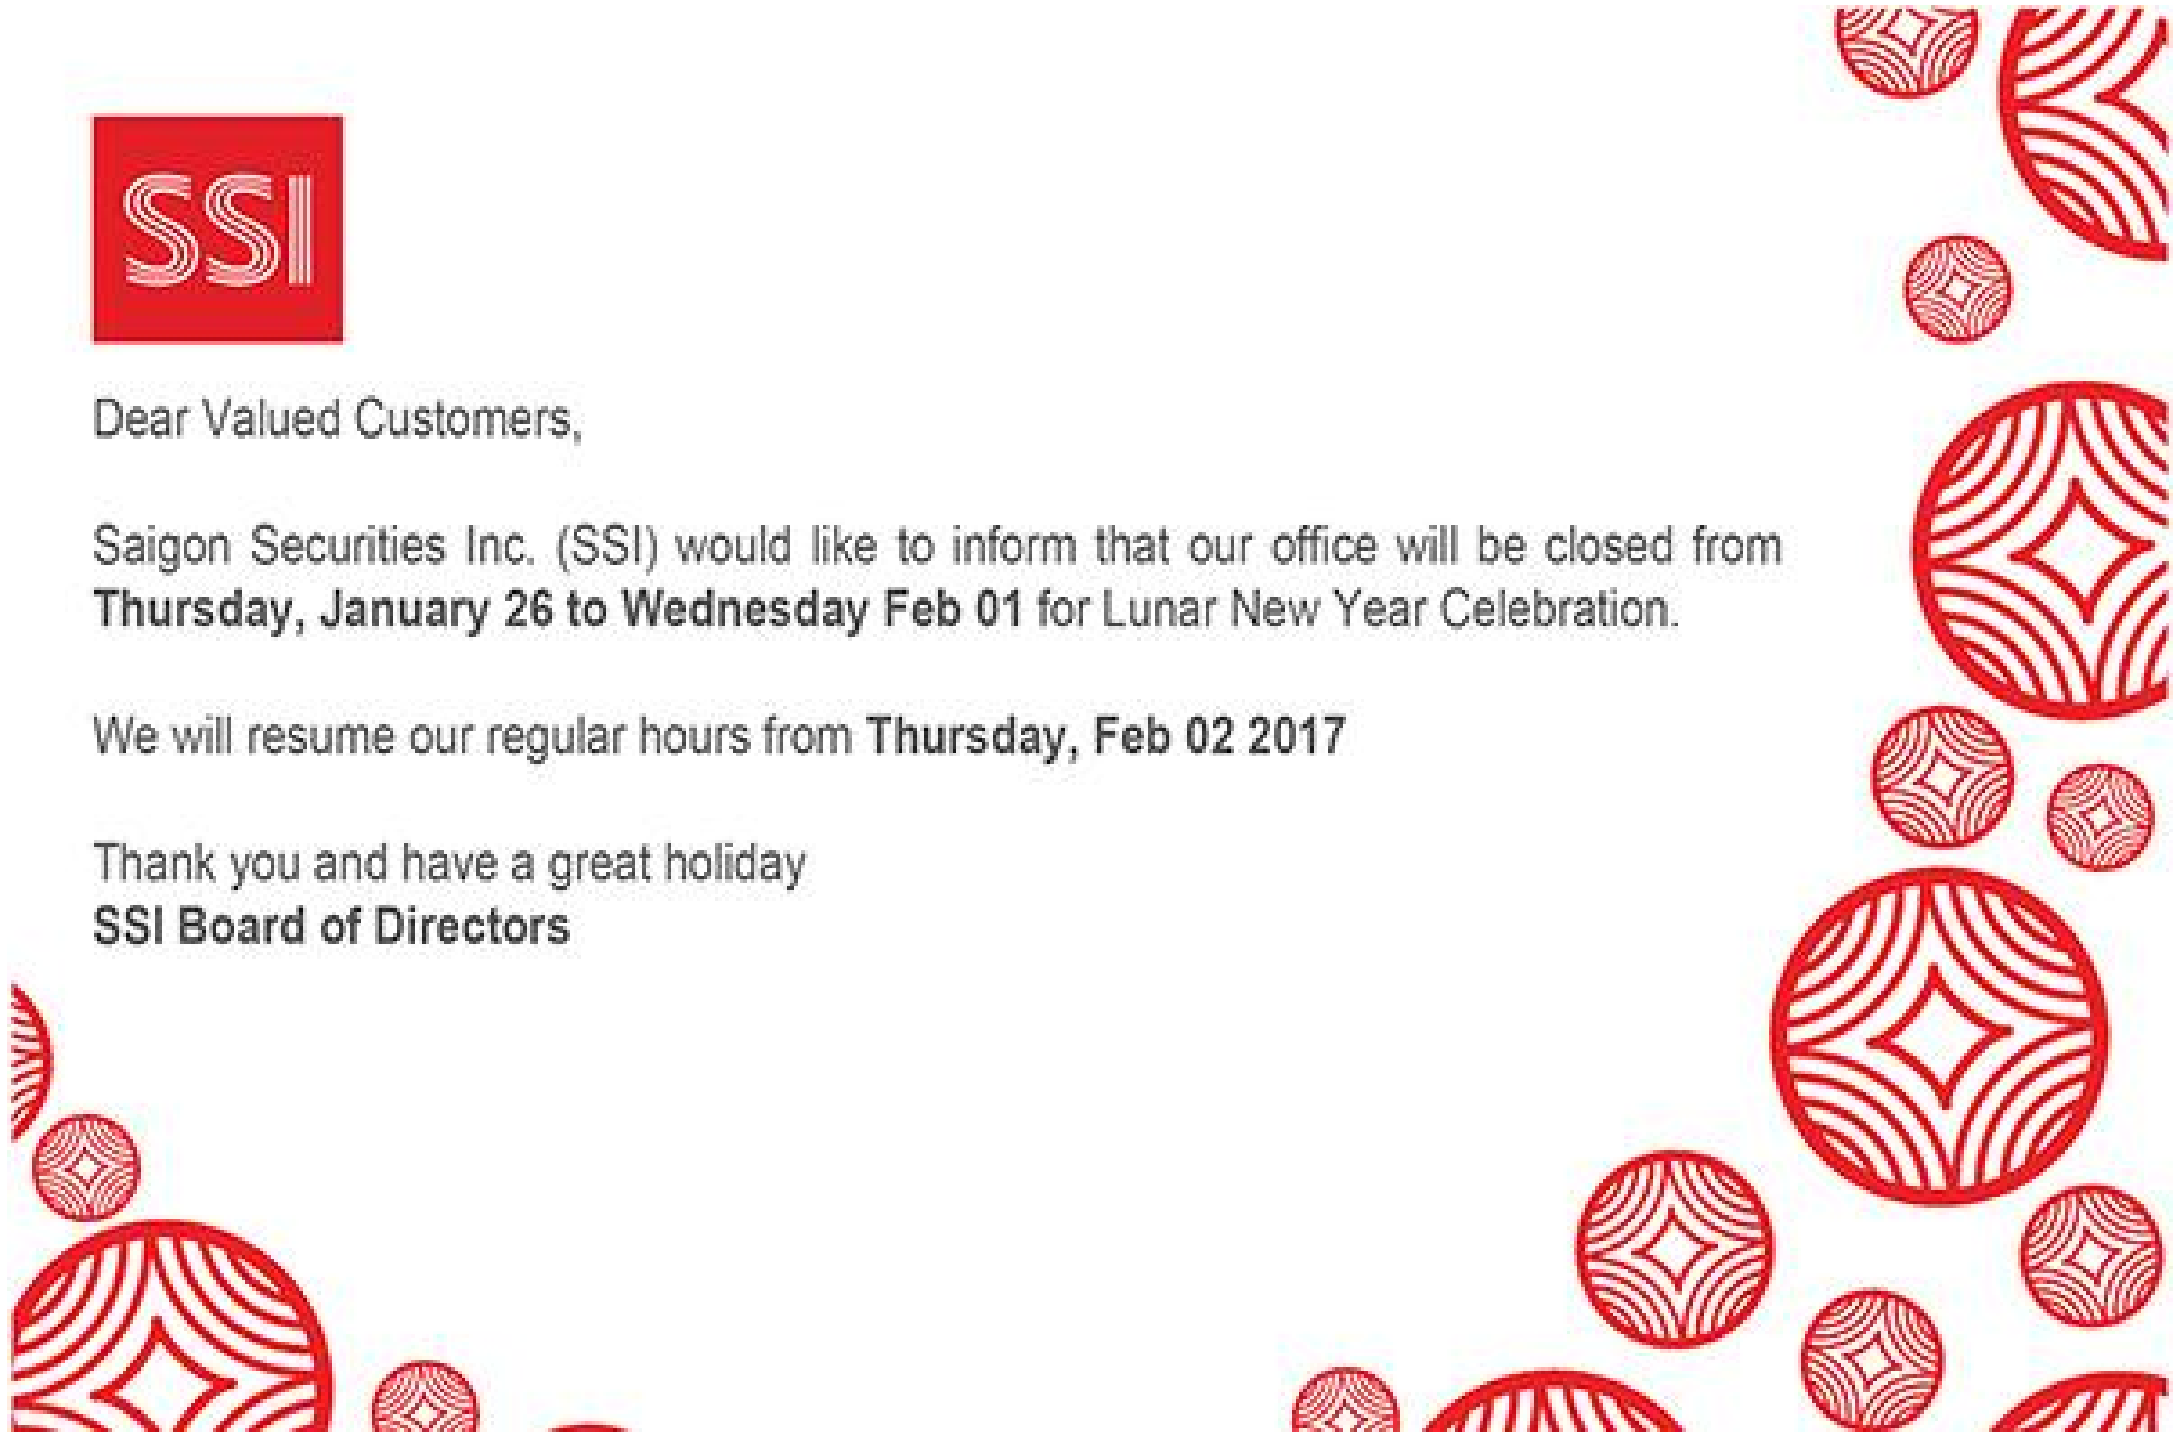 SSI
Dear Valued Customers,
Saigon Securities Inc. (SSI) would like to inform that our office will be closed from
Thursday, January 26 to Wednesday Feb 01 for Lunar New Year Celebration.
We will resume our regular hours from Thursday, Feb 02 2017
Thank you and have a great holiday
SSI Board of Directors